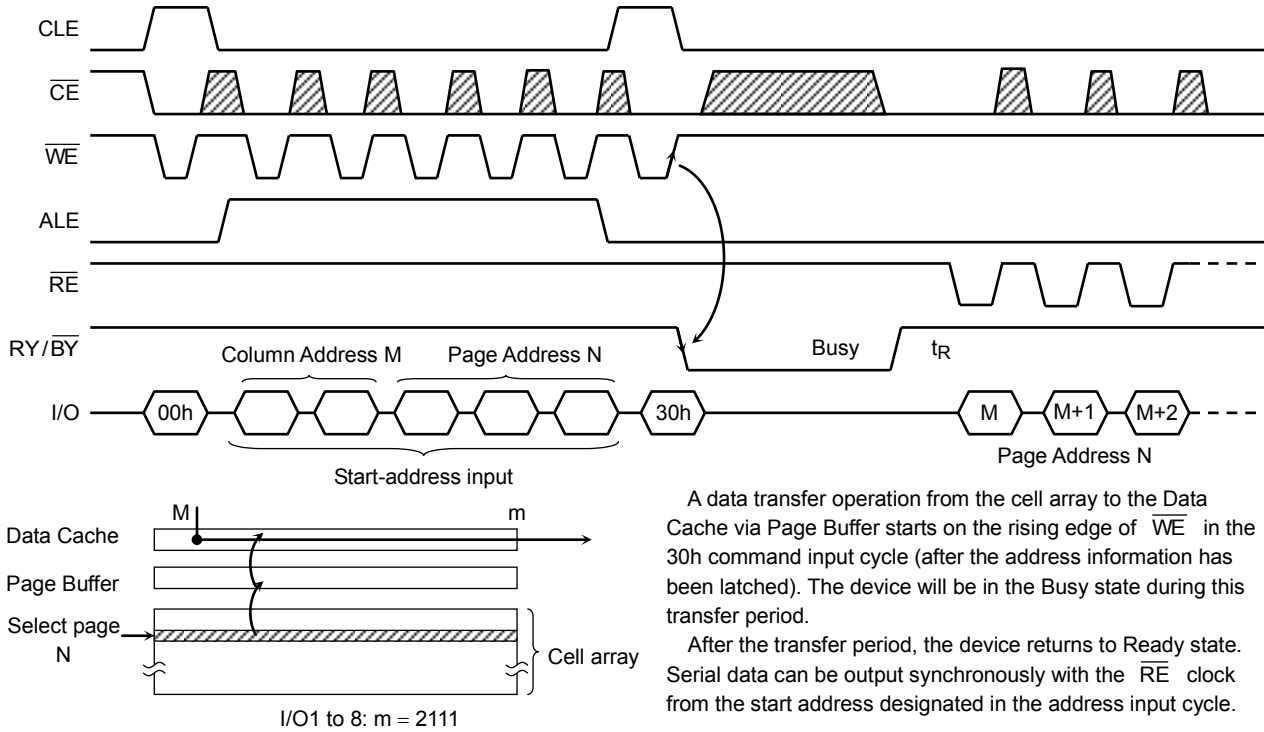 CLE
CE
WE
ALE
RE
RY/BY
Busy
tR
Column Address M
Page Address N
I/O
00h
30h
M
M+1
M+2
Start-address input
Page Address N
M
m
Data Cache
Page Buffer
Select page
N
Cell array
I/O1 to 8: m = 2111
A data transfer operation from the cell array to the Data
Cache via Page Buffer starts on the rising edge of WE in the
30h command input cycle (after the address information has
been latched). The device will be in the Busy state during this
transfer period.
After the transfer period, the device returns to Ready state.
Serial data can be output synchronously with the RE clock
from the start address designated in the address input cycle.